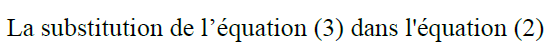 La substitution de l’équation (3) dans l'équation (2)